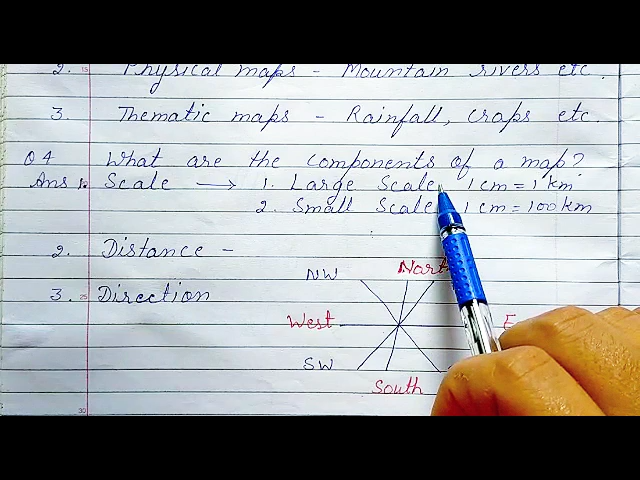 2. Physical maps - Mountain rivers etc.
3. Thematic maps - Rainfall, craps etc.
Q4 What are the components of a map?
Ans 1. Scale → 1. Large Scale 1 cm = 1 km
2. Small Scale 1 cm = 100 km
2. Distance -
NW North
3. Direction
West E
SW
South